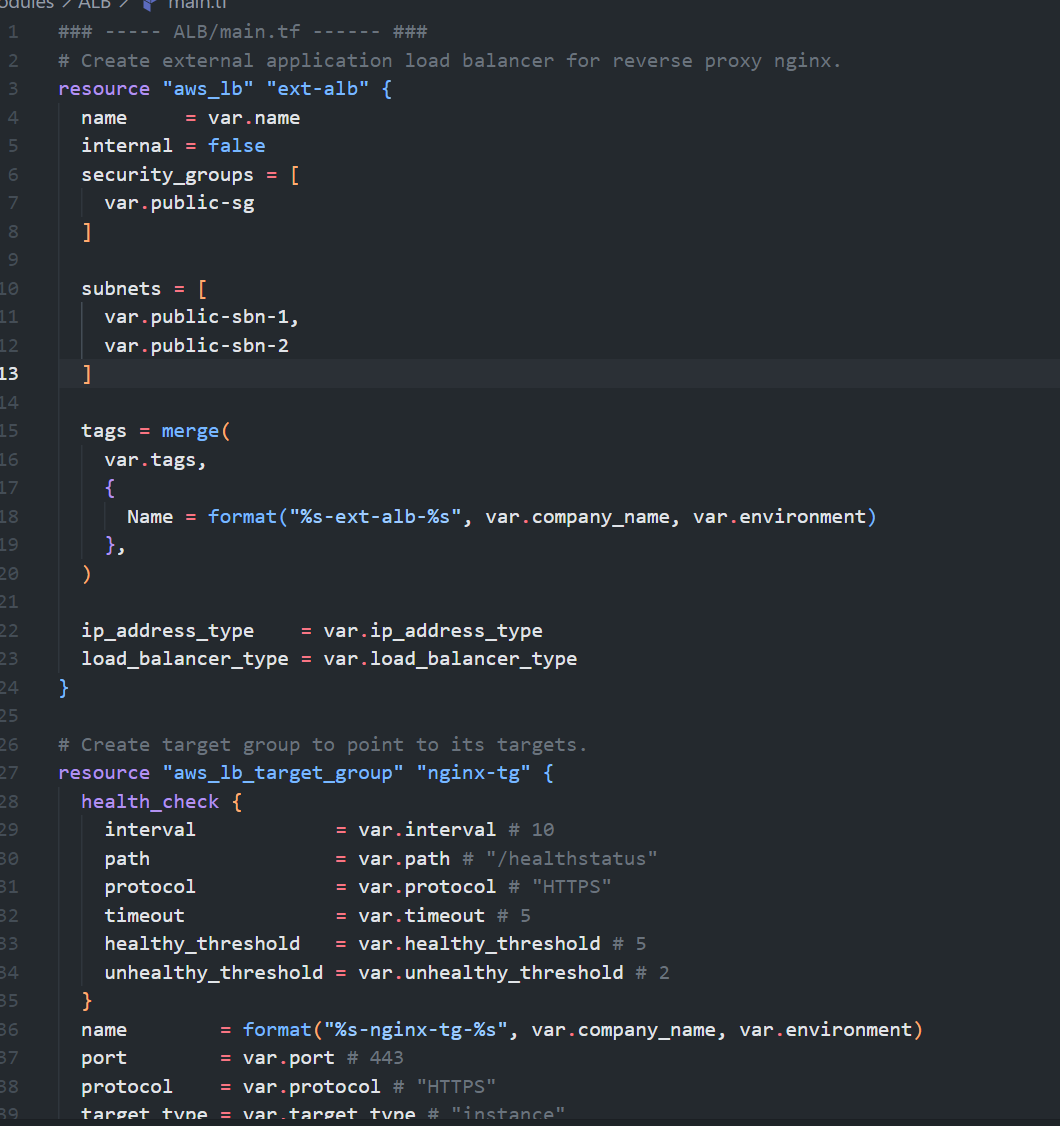 odules > ALB > main.tf
1 ### ----- ALB/main.tf ------ ###
2 # Create external application load balancer for reverse proxy nginx.
3 resource "aws_lb" "ext-alb" {
4   name     = var.name
5   internal = false
6   security_groups = [
7     var.public-sg
8   ]
9
10   subnets = [
11     var.public-sbn-1,
12     var.public-sbn-2
13   ]
14
15   tags = merge(
16     var.tags,
17     {
18       Name = format("%s-ext-alb-%s", var.company_name, var.environment)
19     },
20   )
21
22   ip_address_type    = var.ip_address_type
23   load_balancer_type = var.load_balancer_type
24 }
25
26 # Create target group to point to its targets.
27 resource "aws_lb_target_group" "nginx-tg" {
28   health_check {
29     interval            = var.interval # 10
30     path                = var.path # "/healthstatus"
31     protocol            = var.protocol # "HTTPS"
32     timeout             = var.timeout # 5
33     healthy_threshold   = var.healthy_threshold # 5
34     unhealthy_threshold = var.unhealthy_threshold # 2
35   }
36   name        = format("%s-nginx-tg-%s", var.company_name, var.environment)
37   port        = var.port # 443
38   protocol    = var.protocol # "HTTPS"
39   target_type = var.target_type # "instance"